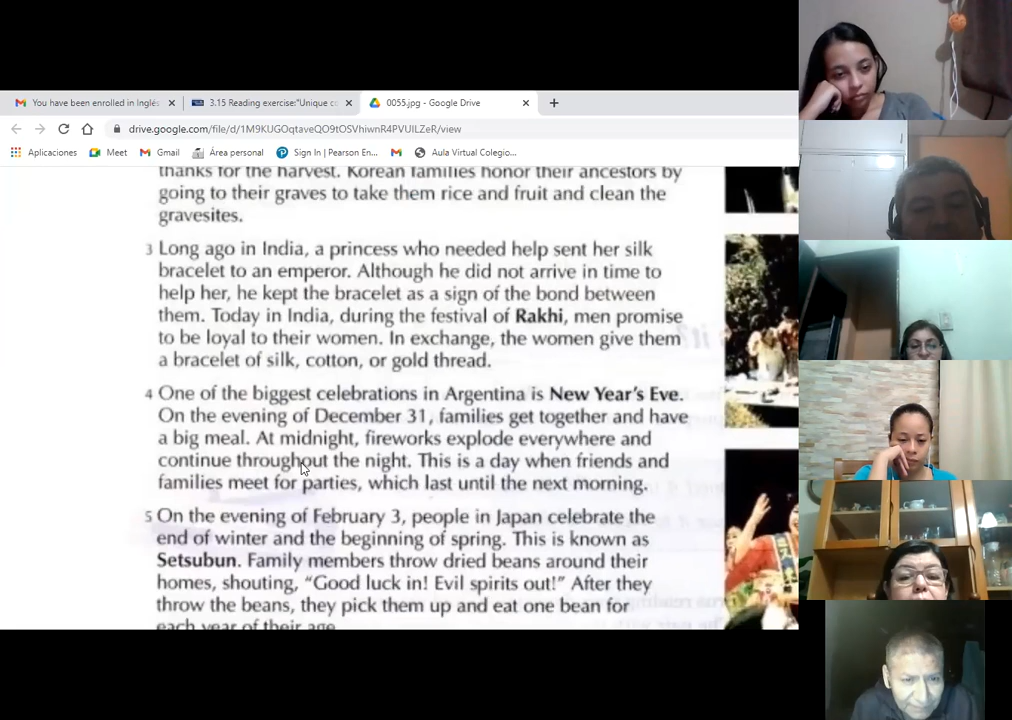 You have been enrolled in Inglés
3.15 Reading exercise:"Unique co
0055.jpg - Google Drive
drive.google.com/file/d/1M9KUGOqtaveQO9tOSVhiwnR4PVUILZeR/view
Aplicaciones
Meet
Gmail
Área personal
Sign In | Pearson En...
Aula Virtual Colegio...
thanks for the harvest. Korean families honor their ancestors by
going to their graves to take them rice and fruit and clean the
gravesites.
3 Long ago in India, a princess who needed help sent her silk
bracelet to an emperor. Although he did not arrive in time to
help her, he kept the bracelet as a sign of the bond between
them. Today in India, during the festival of Rakhi, men promise
to be loyal to their women. In exchange, the women give them
a bracelet of silk, cotton, or gold thread.
4 One of the biggest celebrations in Argentina is New Year's Eve.
On the evening of December 31, families get together and have
a big meal. At midnight, fireworks explode everywhere and
continue throughout the night. This is a day when friends and
families meet for parties, which last until the next morning.
5 On the evening of February 3, people in Japan celebrate the
end of winter and the beginning of spring. This is known as
Setsubun. Family members throw dried beans around their
homes, shouting, "Good luck in! Evil spirits out!" After they
throw the beans, they pick them up and eat one bean for
each year of their age